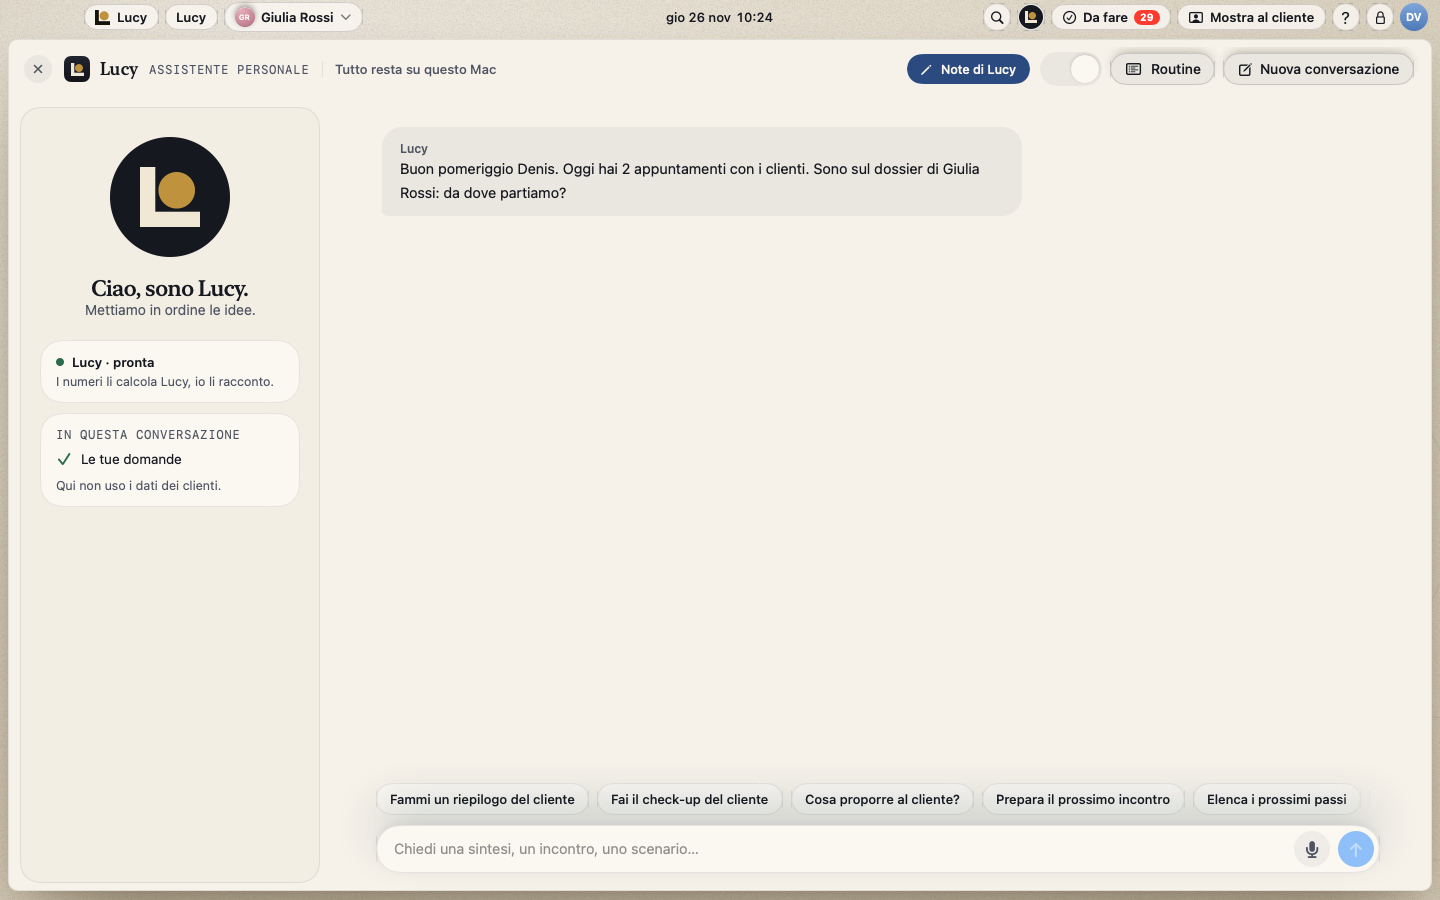 Lucy
Lucy
GR Giulia Rossi
gio 26 nov 10:24
Da fare 29
Mostra al cliente
?
DV
Lucy ASSISTENTE PERSONALE
Tutto resta su questo Mac
Note di Lucy
Routine
Nuova conversazione
Ciao, sono Lucy.
Mettiamo in ordine le idee.
Lucy · pronta
I numeri li calcola Lucy, io li racconto.
IN QUESTA CONVERSAZIONE
Le tue domande
Qui non uso i dati dei clienti.
Lucy
Buon pomeriggio Denis. Oggi hai 2 appuntamenti con i clienti. Sono sul dossier di Giulia
Rossi: da dove partiamo?
Fammi un riepilogo del cliente
Fai il check-up del cliente
Cosa proporre al cliente?
Prepara il prossimo incontro
Elenca i prossimi passi
Chiedi una sintesi, un incontro, uno scenario...